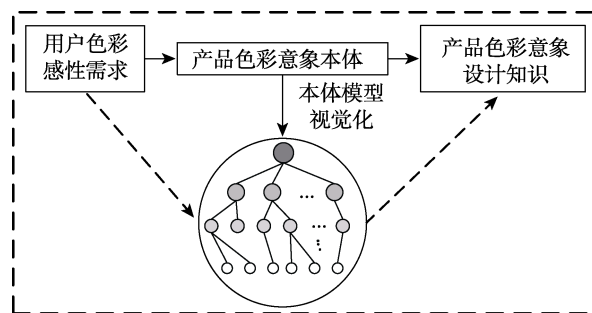 用户色彩
感性需求
产品色彩意象本体
产品色彩意象
设计知识
本体模型
视觉化